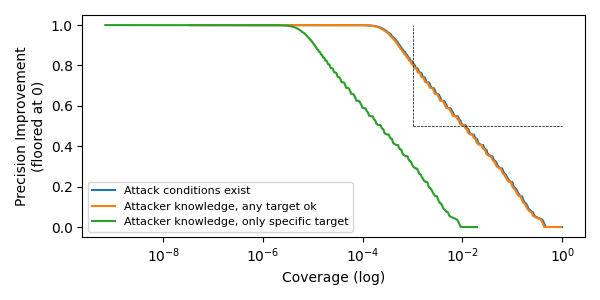 Precision Improvement
(floored at 0)
1.0
0.8
0.6
0.4
0.2
0.0
Attack conditions exist
Attacker knowledge, any target ok
Attacker knowledge, only specific target
10⁻⁸ 10⁻⁶ 10⁻⁴ 10⁻² 10⁰
Coverage (log)